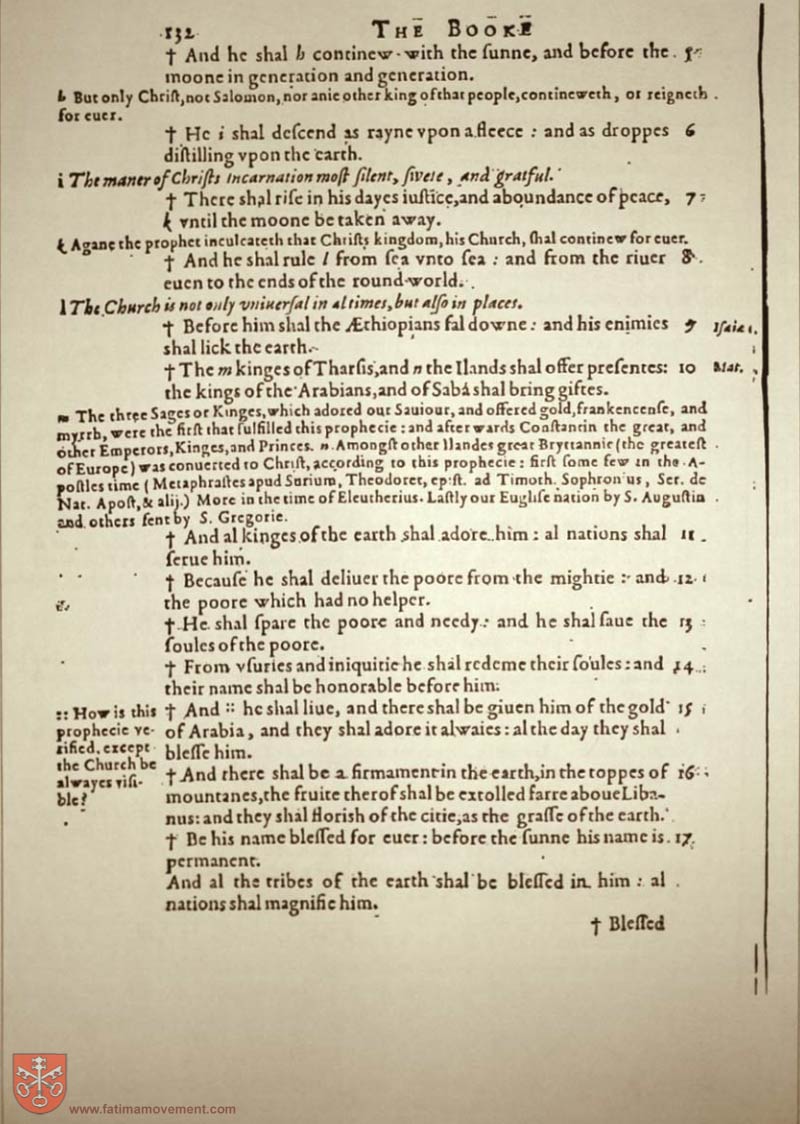 132 THE BOOKE
† And he shal h continew with the ſunne, and before the 5
moone in generation and generation.
h But only Chriſt, not Salomon, nor anie other king of that people, contineweth, or reigneth
for euer.
† He i shal deſcend as rayne vpon a fleece : and as droppes 6
diſtilling vpon the earth.
i The maner of Chriſts incarnation moſt ſilent, ſwete, and gratful.
† There shal riſe in his dayes iuſtice, and aboundance of peace, 7
k vntil the moone be taken away.
k Agane the prophet inculcateth that Chriſts kingdom, his Church, ſhal continew for euer.
† And he shal rule l from ſea vnto ſea : and from the riuer 8
euen to the ends of the round world.
l The Church is not only vniuerſal in al times, but alſo in places.
† Before him shal the Æthiopians fal downe : and his enimies 9 Iſaia
shal lick the earth.
† The m kinges of Tharſis, and n the Ilands shal offer preſentes: 10 Mat.
the kings of the Arabians, and of Saba shal bring giftes.
m The three Sages or Kinges, which adored our Sauiour, and offered gold, frankencenſe, and
myrrh, were the firſt that fulfilled this prophecie : and afterwards Conſtantin the great, and
other Emperors, Kinges, and Princes. n Amongſt other Ilandes great Bryttannie (the greateſt
of Europe) was conuerted to Chriſt, according to this prophecie : firſt ſome few in the A-
poſtles time ( Metaphraſtes apud Surium, Theodoret, epiſt. ad Timoth. Sophronius, Ser. de
Nat. Apoſt, & alij.) More in the time of Eleutherius. Laſtly our Engliſe nation by S. Auguſtin
and others ſent by S. Gregorie.
† And al kinges of the earth shal adore him : al nations shal 11
ſerue him.
† Becauſe he shal deliuer the poore from the mightie : and 12
the poore which had no helper.
† He shal ſpare the poore and needy : and he shal ſaue the 13
ſoules of the poore.
† From vſuries and iniquitie he shal redeme their ſoules : and 14
their name shal be honorable before him.
:: How is this † And :: he shal liue, and there shal be giuen him of the gold 15
prophecie ve- of Arabia, and they shal adore it alwaies : al the day they shal
rified, except bleſſe him.
the Church be † And there shal be a firmament in the earth, in the toppes of 16
alwayes viſi- mountanes, the fruite therof shal be extolled farre aboue Liba-
ble? nus: and they shal florish of the citie, as the graſſe of the earth.
† Be his name bleſſed for euer : before the ſunne his name is 17
permanent.
And al the tribes of the earth shal be bleſſed in him : al
nations shal magnifie him.
† Bleſſed
www.fatimamovement.com